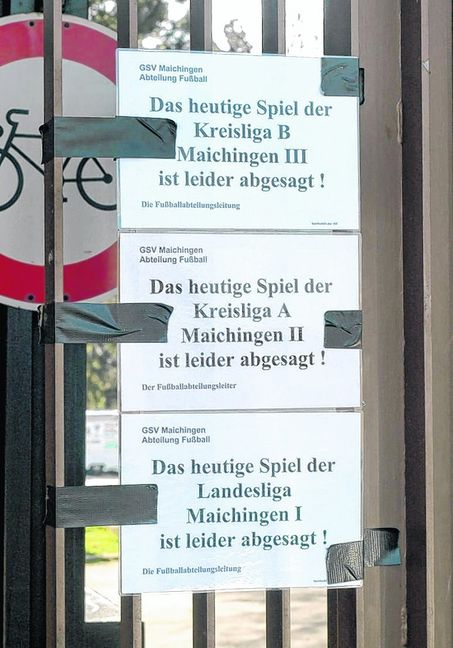 GSV Maichingen
Abteilung Fußball
Das heutige Spiel der
Kreisliga B
Maichingen III
ist leider abgesagt !
Die Fußballabteilungsleitung
GSV Maichingen
Abteilung Fußball
Das heutige Spiel der
Kreisliga A
Maichingen II
ist leider abgesagt !
Der Fußballabteilungsleiter
GSV Maichingen
Abteilung Fußball
Das heutige Spiel der
Landesliga
Maichingen I
ist leider abgesagt !
Die Fußballabteilungsleitung